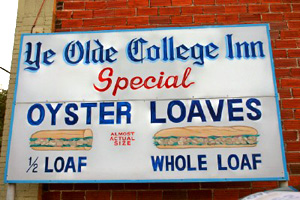 Ye Olde College Inn
Special
OYSTER LOAVES
ALMOST
ACTUAL
SIZE
½ LOAF
WHOLE LOAF